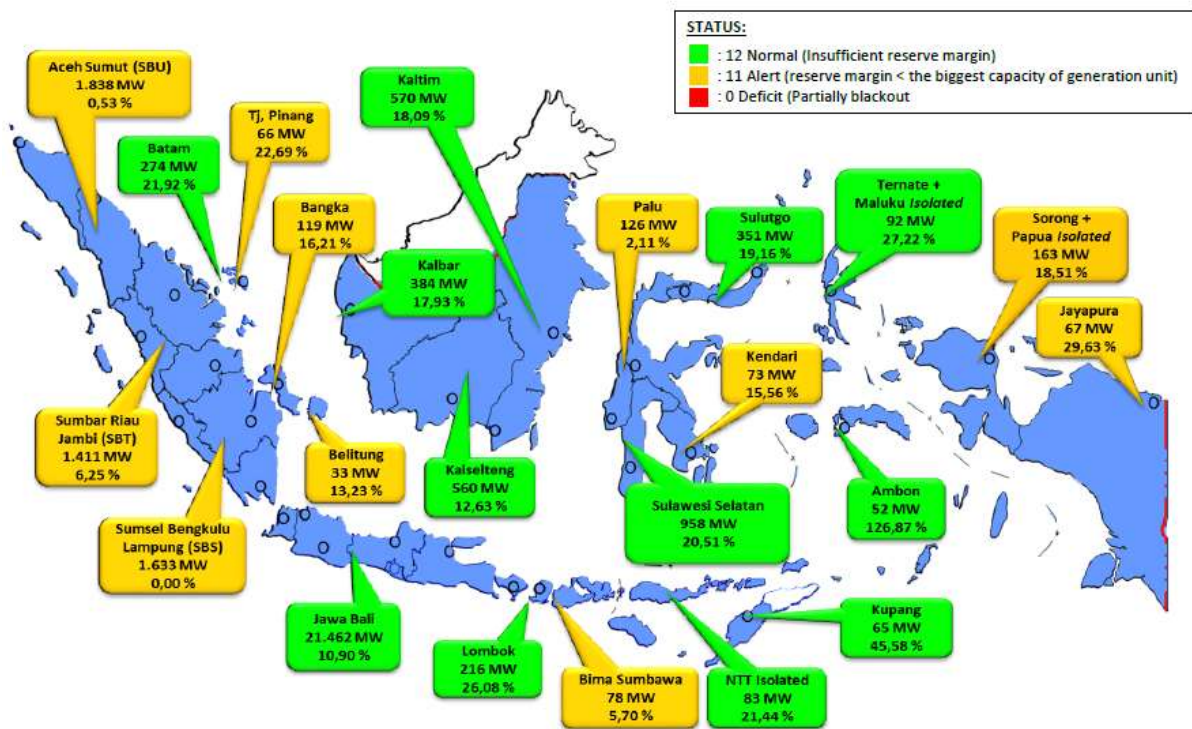 STATUS:
: 12 Normal (Insufficient reserve margin)
: 11 Alert (reserve margin < the biggest capacity of generation unit)
: 0 Deficit (Partially blackout
Aceh Sumut (SBU)
1.838 MW
0,53 %
Batam
274 MW
21,92 %
Tj, Pinang
66 MW
22,69 %
Bangka
119 MW
16,21 %
Kaltim
570 MW
18,09 %
Kalbar
384 MW
17,93 %
Palu
126 MW
2,11 %
Sulutgo
351 MW
19,16 %
Ternate +
Maluku Isolated
92 MW
27,22 %
Sorong +
Papua Isolated
163 MW
18,51 %
Jayapura
67 MW
29,63 %
Kendari
73 MW
15,56 %
Sumbar Riau
Jambi (SBT)
1.411 MW
6,25 %
Belitung
33 MW
13,23 %
Kalselteng
560 MW
12,63 %
Sulawesi Selatan
958 MW
20,51 %
Ambon
52 MW
126,87 %
Sumsel Bengkulu
Lampung (SBS)
1.633 MW
0,00 %
Jawa Bali
21.462 MW
10,90 %
Lombok
216 MW
26,08 %
Bima Sumbawa
78 MW
5,70 %
NTT Isolated
83 MW
21,44 %
Kupang
65 MW
45,58 %